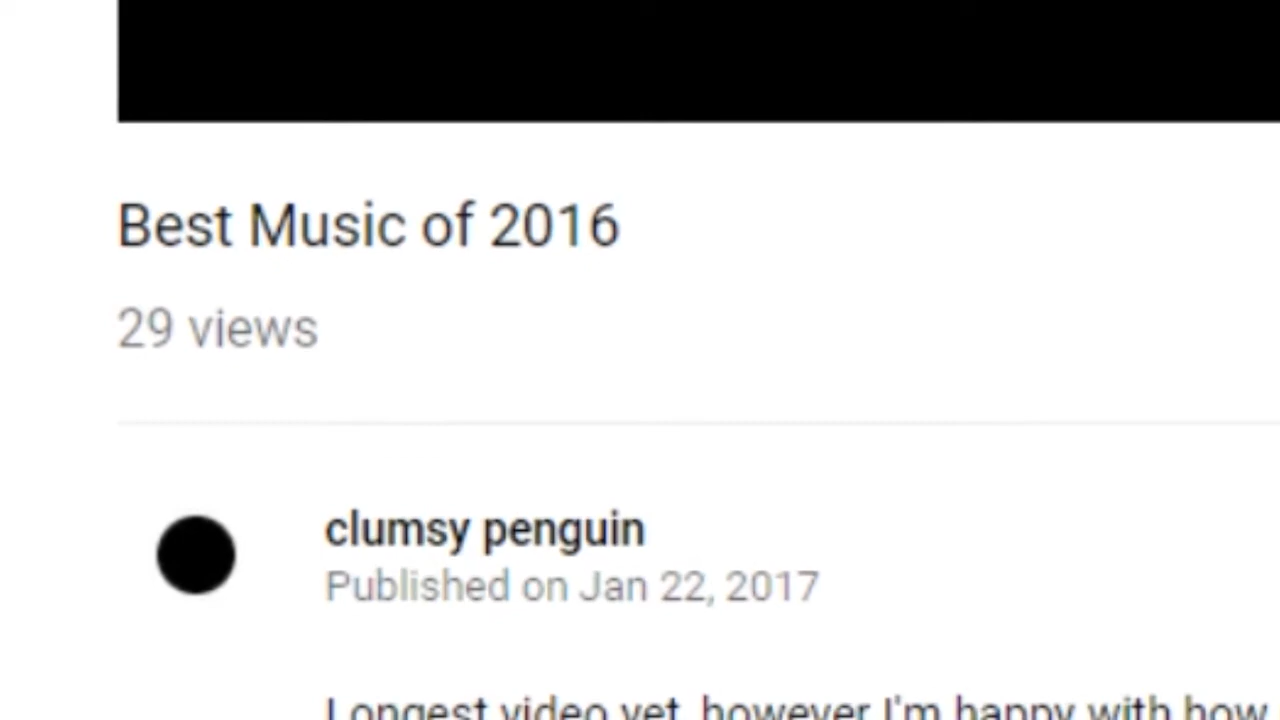 Best Music of 2016
29 views
clumsy penguin
Published on Jan 22, 2017
Longest video yet, however I'm happy with how